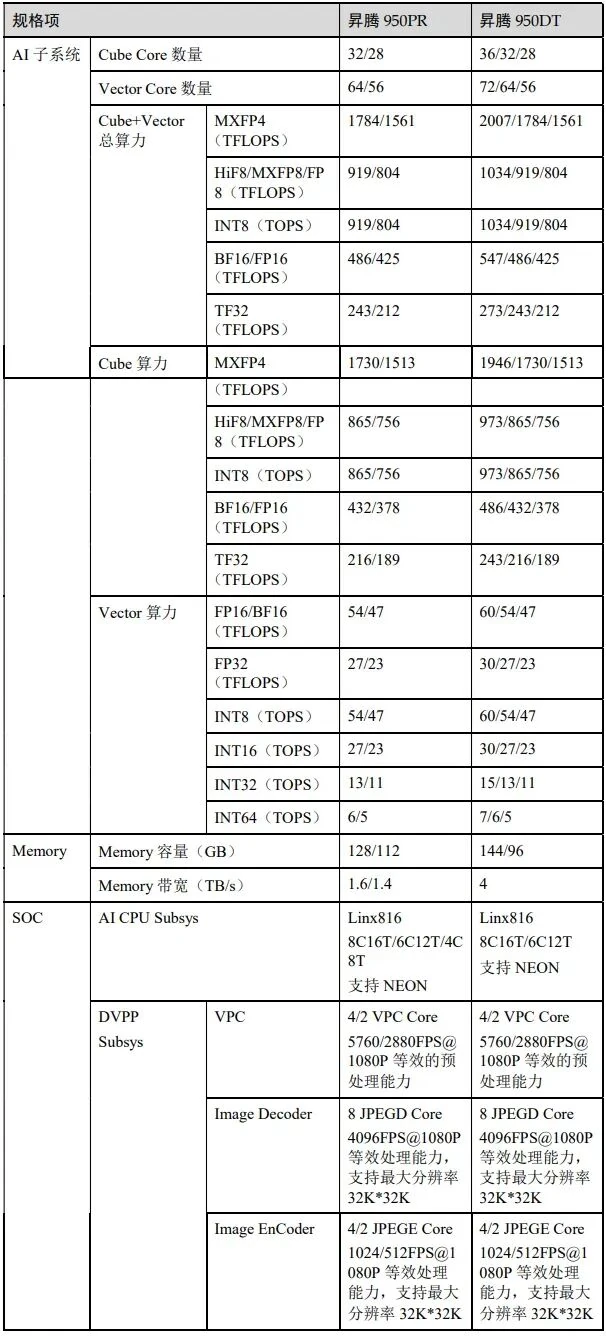 规格项 昇腾 950PR 昇腾 950DT
AI 子系统 Cube Core 数量 32/28 36/32/28
Vector Core 数量 64/56 72/64/56
Cube+Vector 总算力 MXFP4 1784/1561 2007/1784/1561
（TFLOPS）
HiF8/MXFP8/FP 919/804 1034/919/804
8（TFLOPS）
INT8（TOPS） 919/804 1034/919/804
BF16/FP16 486/425 547/486/425
（TFLOPS）
TF32 243/212 273/243/212
（TFLOPS）
Cube 算力 MXFP4 1730/1513 1946/1730/1513
（TFLOPS）
HiF8/MXFP8/FP 865/756 973/865/756
8（TFLOPS）
INT8（TOPS） 865/756 973/865/756
BF16/FP16 432/378 486/432/378
（TFLOPS）
TF32 216/189 243/216/189
（TFLOPS）
Vector 算力 FP16/BF16 54/47 60/54/47
（TFLOPS）
FP32 27/23 30/27/23
（TFLOPS）
INT8（TOPS） 54/47 60/54/47
INT16（TOPS） 27/23 30/27/23
INT32（TOPS） 13/11 15/13/11
INT64（TOPS） 6/5 7/6/5
Memory Memory 容量（GB） 128/112 144/96
Memory 带宽（TB/s） 1.6/1.4 4
SOC AI CPU Subsys Linx816 Linx816
8C16T/6C12T/4C 8C16T/6C12T
8T 支持 NEON
支持 NEON
DVPP VPC 4/2 VPC Core 4/2 VPC Core
Subsys 5760/2880FPS@ 5760/2880FPS@
1080P 等效的预 1080P 等效的预
处理能力 处理能力
Image Decoder 8 JPEGD Core 8 JPEGD Core
4096FPS@1080P 4096FPS@1080P
等效处理能力， 等效处理能力，
支持最大分辨率 支持最大分辨率
32K*32K 32K*32K
Image EnCoder 4/2 JPEGE Core 4/2 JPEGE Core
1024/512FPS@1 1024/512FPS@1
080P 等效处理 080P 等效处理
能力，支持最大 能力，支持最大
分辨率 32K*32K 分辨率 32K*32K